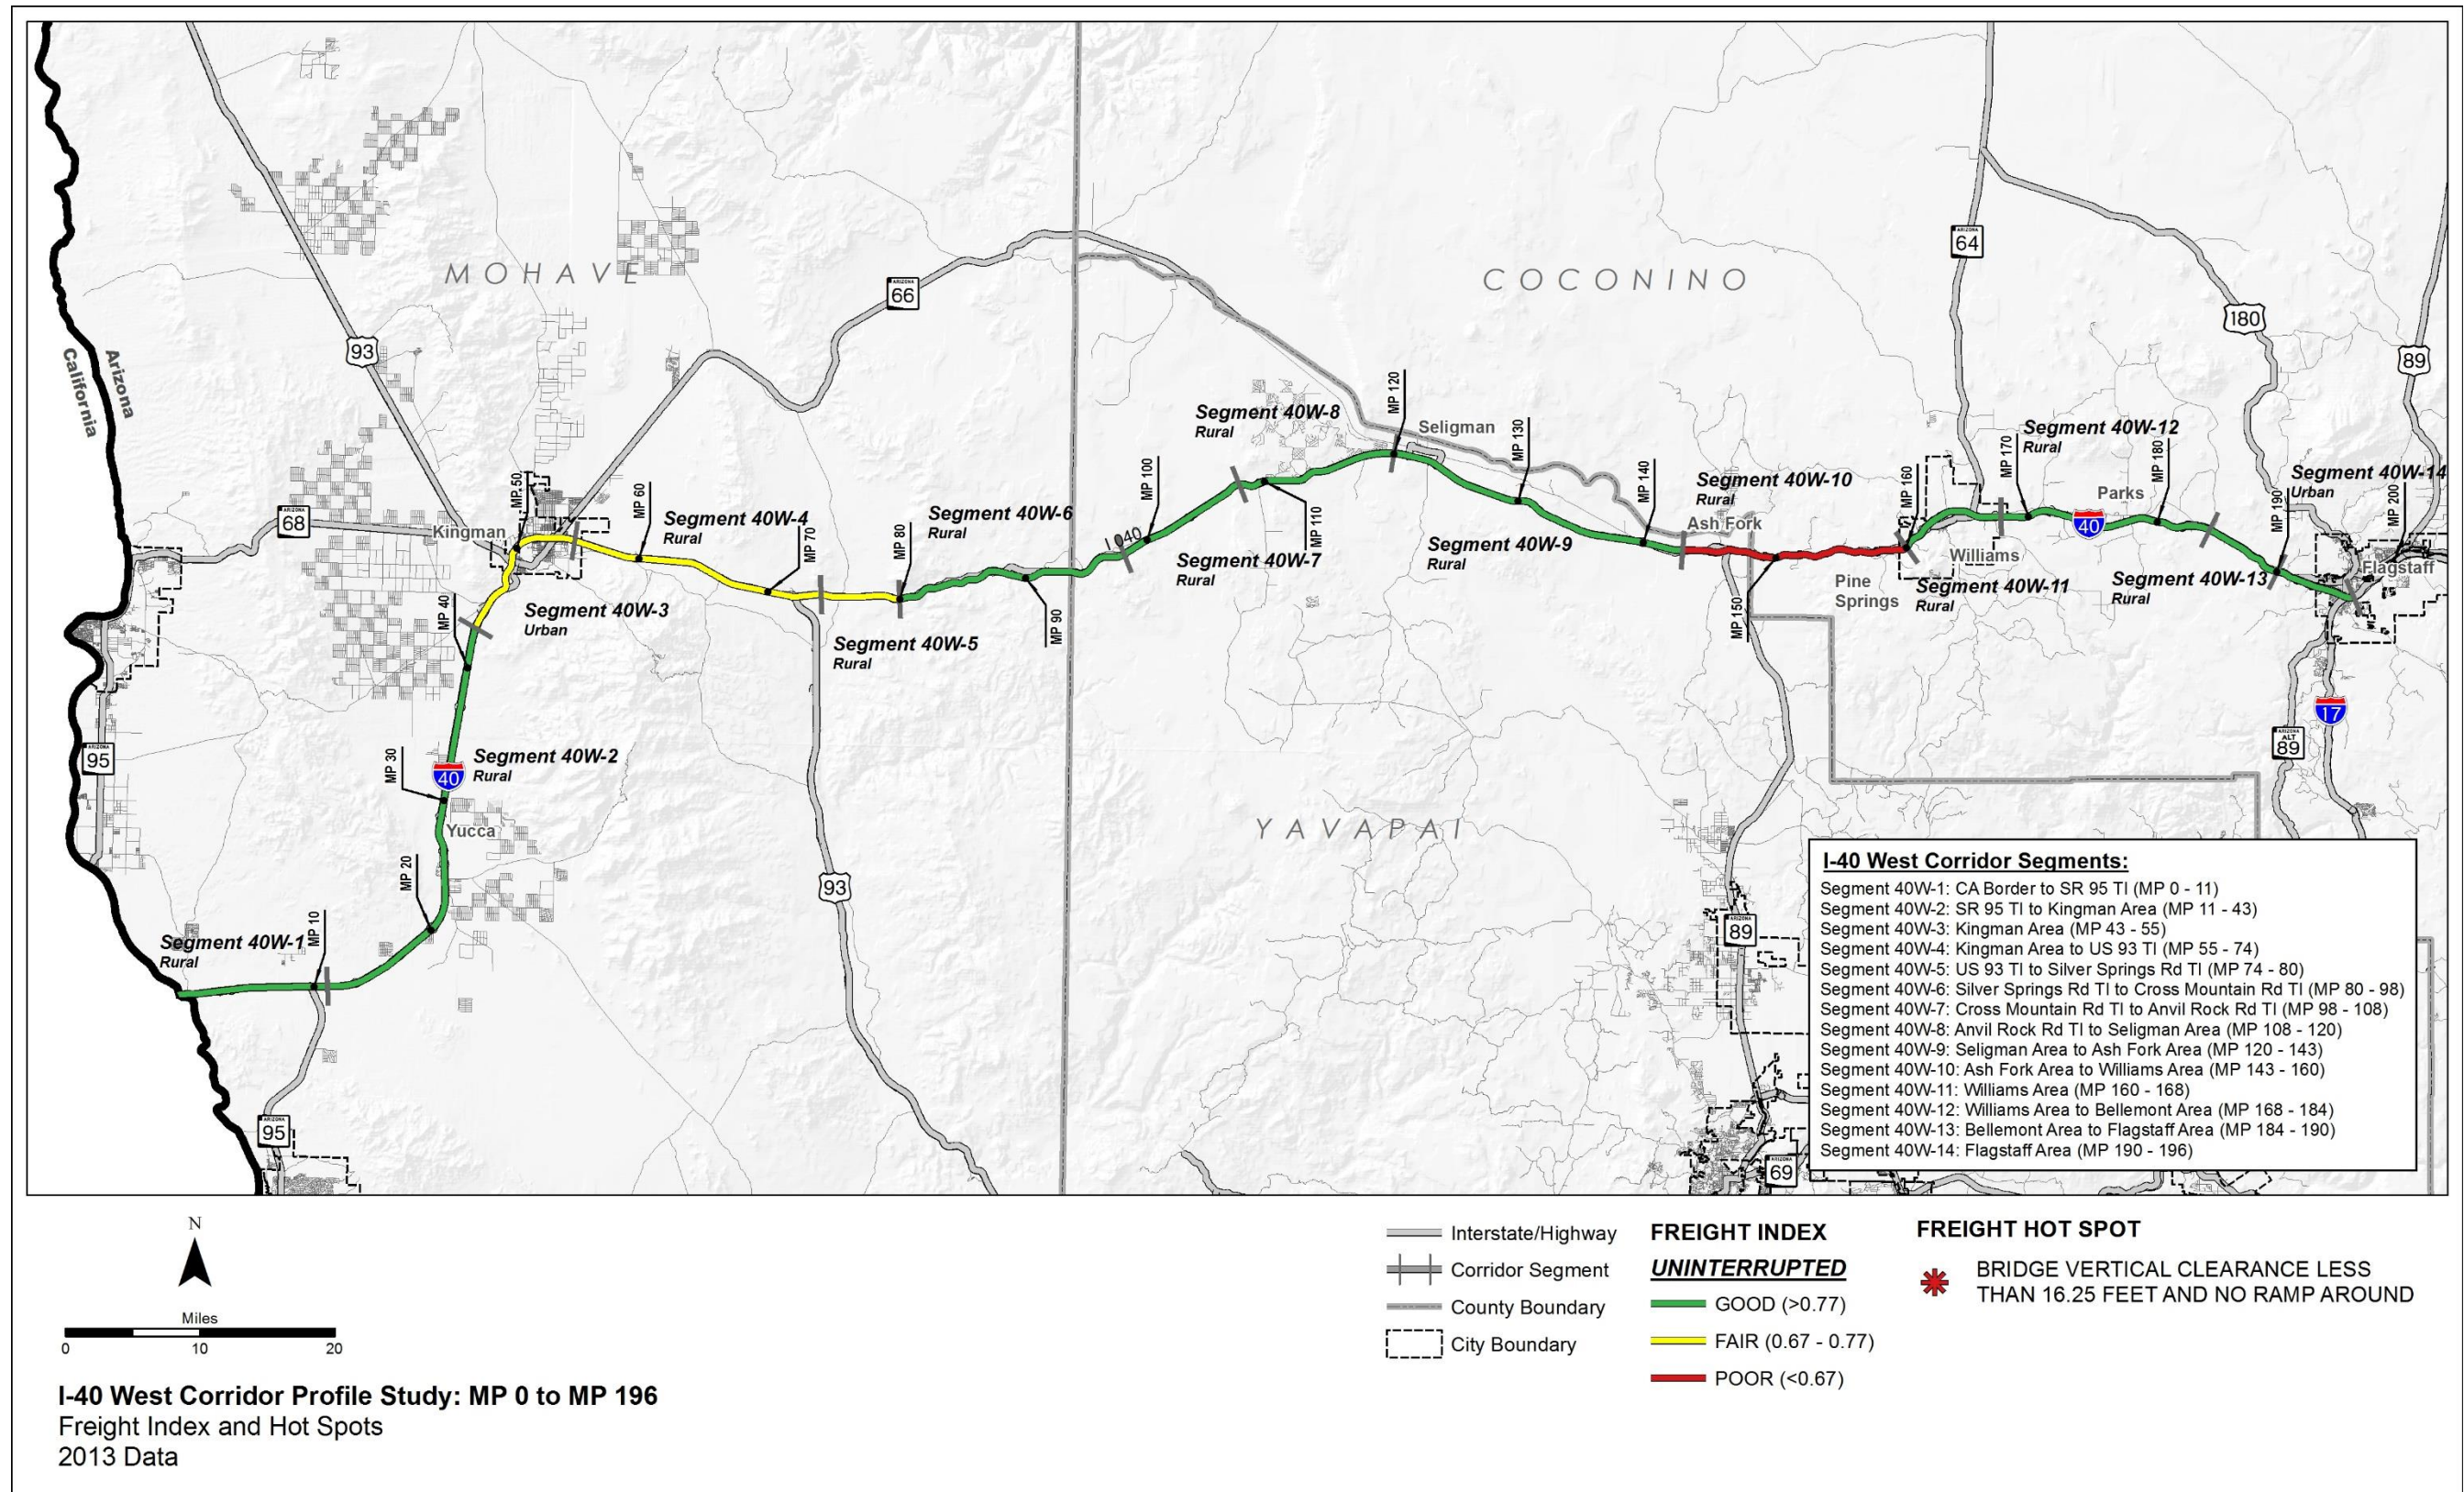 MOHAVE
COCONINO
YAVAPAI
Arizona
California
93
ARIZONA
66
ARIZONA
64
180
89
ARIZONA
68
ARIZONA
95
40
93
ARIZONA
95
ARIZONA
89
ARIZONA
69
40
17
ARIZONA
ALT
89
I 40
Kingman
Yucca
Seligman
Ash Fork
Pine
Springs
Williams
Parks
Flagstaff
Segment 40W-1
Rural
Segment 40W-2
Rural
Segment 40W-3
Urban
Segment 40W-4
Rural
Segment 40W-5
Rural
Segment 40W-6
Rural
Segment 40W-7
Rural
Segment 40W-8
Rural
Segment 40W-9
Rural
Segment 40W-10
Rural
Segment 40W-11
Rural
Segment 40W-12
Rural
Segment 40W-13
Rural
Segment 40W-14
Urban
MP 10
MP 20
MP 30
MP 40
MP 50
MP 60
MP 70
MP 80
MP 90
MP 100
MP 110
MP 120
MP 130
MP 140
MP 150
MP 160
MP 170
MP 180
MP 190
MP 200
I-40 West Corridor Segments:
Segment 40W-1: CA Border to SR 95 TI (MP 0 - 11)
Segment 40W-2: SR 95 TI to Kingman Area (MP 11 - 43)
Segment 40W-3: Kingman Area (MP 43 - 55)
Segment 40W-4: Kingman Area to US 93 TI (MP 55 - 74)
Segment 40W-5: US 93 TI to Silver Springs Rd TI (MP 74 - 80)
Segment 40W-6: Silver Springs Rd TI to Cross Mountain Rd TI (MP 80 - 98)
Segment 40W-7: Cross Mountain Rd TI to Anvil Rock Rd TI (MP 98 - 108)
Segment 40W-8: Anvil Rock Rd TI to Seligman Area (MP 108 - 120)
Segment 40W-9: Seligman Area to Ash Fork Area (MP 120 - 143)
Segment 40W-10: Ash Fork Area to Williams Area (MP 143 - 160)
Segment 40W-11: Williams Area (MP 160 - 168)
Segment 40W-12: Williams Area to Bellemont Area (MP 168 - 184)
Segment 40W-13: Bellemont Area to Flagstaff Area (MP 184 - 190)
Segment 40W-14: Flagstaff Area (MP 190 - 196)
N
Miles
0 10 20
I-40 West Corridor Profile Study: MP 0 to MP 196
Freight Index and Hot Spots
2013 Data
Interstate/Highway
Corridor Segment
County Boundary
City Boundary
FREIGHT INDEX
UNINTERRUPTED
GOOD (>0.77)
FAIR (0.67 - 0.77)
POOR (<0.67)
FREIGHT HOT SPOT
BRIDGE VERTICAL CLEARANCE LESS
THAN 16.25 FEET AND NO RAMP AROUND